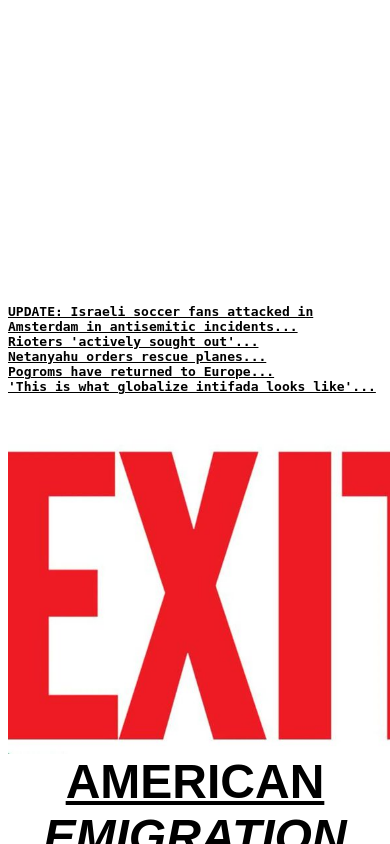 UPDATE: Israeli soccer fans attacked in
Amsterdam in antisemitic incidents...
Rioters 'actively sought out'...
Netanyahu orders rescue planes...
Pogroms have returned to Europe...
'This is what globalize intifada looks like'...
EXIT
AMERICAN
EMIGRATION